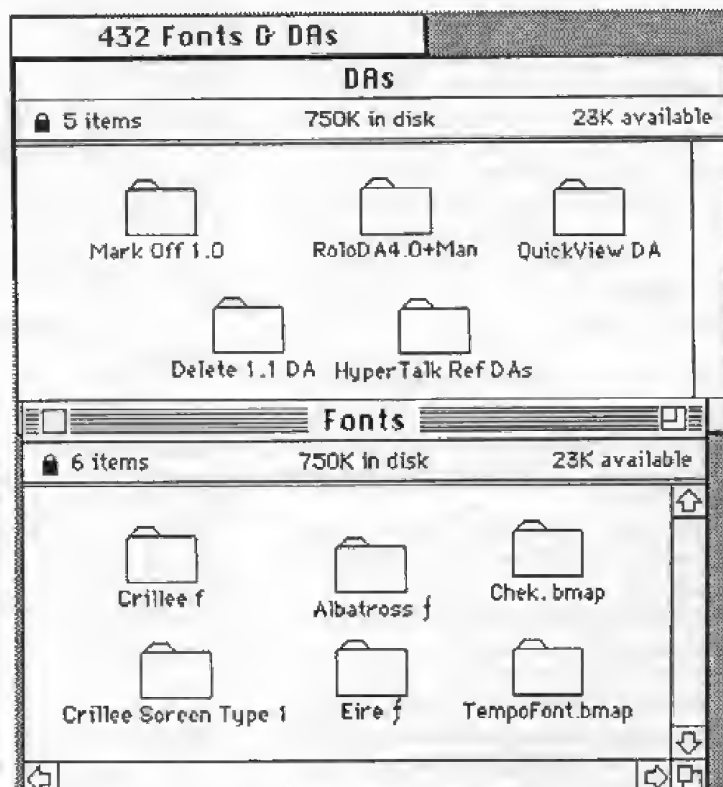 432 Fonts & DAs
DAs
5 items 750K in disk 23K available
Mark Off 1.0 RoloDA4.0+Man QuickView DA
Delete 1.1 DA HyperTalk Ref DAs
Fonts
6 items 750K in disk 23K available
Crillee f Albatross ƒ Chek.bmap
Crillee Screen Type 1 Eire ƒ TempoFont.bmap